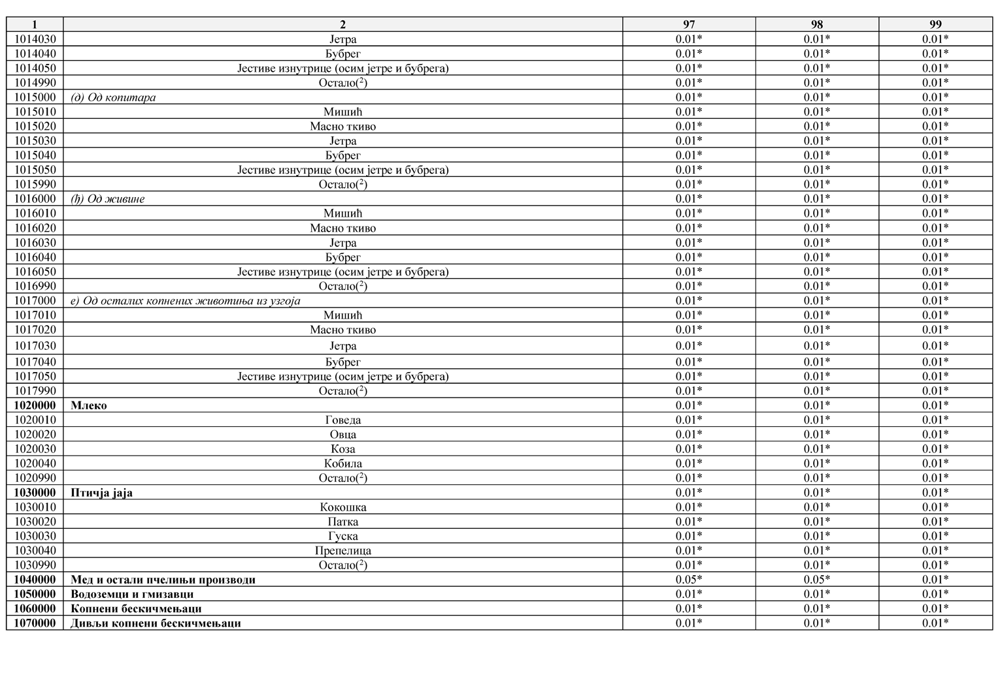 1 2 97 98 99
1014030 Јетра 0.01* 0.01* 0.01*
1014040 Бубрег 0.01* 0.01* 0.01*
1014050 Јестиве изнутрице (осим јетре и бубрега) 0.01* 0.01* 0.01*
1014990 Остало(²) 0.01* 0.01* 0.01*
1015000 (д) Од копитара 0.01* 0.01* 0.01*
1015010 Мишић 0.01* 0.01* 0.01*
1015020 Масно ткиво 0.01* 0.01* 0.01*
1015030 Јетра 0.01* 0.01* 0.01*
1015040 Бубрег 0.01* 0.01* 0.01*
1015050 Јестиве изнутрице (осим јетре и бубрега) 0.01* 0.01* 0.01*
1015990 Остало(²) 0.01* 0.01* 0.01*
1016000 (ђ) Од живине 0.01* 0.01* 0.01*
1016010 Мишић 0.01* 0.01* 0.01*
1016020 Масно ткиво 0.01* 0.01* 0.01*
1016030 Јетра 0.01* 0.01* 0.01*
1016040 Бубрег 0.01* 0.01* 0.01*
1016050 Јестиве изнутрице (осим јетре и бубрега) 0.01* 0.01* 0.01*
1016990 Остало(²) 0.01* 0.01* 0.01*
1017000 е) Од осталих копнених животиња из узгоја 0.01* 0.01* 0.01*
1017010 Мишић 0.01* 0.01* 0.01*
1017020 Масно ткиво 0.01* 0.01* 0.01*
1017030 Јетра 0.01* 0.01* 0.01*
1017040 Бубрег 0.01* 0.01* 0.01*
1017050 Јестиве изнутрице (осим јетре и бубрега) 0.01* 0.01* 0.01*
1017990 Остало(²) 0.01* 0.01* 0.01*
1020000 Млеко 0.01* 0.01* 0.01*
1020010 Говеда 0.01* 0.01* 0.01*
1020020 Овца 0.01* 0.01* 0.01*
1020030 Коза 0.01* 0.01* 0.01*
1020040 Кобила 0.01* 0.01* 0.01*
1020990 Остало(²) 0.01* 0.01* 0.01*
1030000 Птичја јаја 0.01* 0.01* 0.01*
1030010 Кокошка 0.01* 0.01* 0.01*
1030020 Патка 0.01* 0.01* 0.01*
1030030 Гуска 0.01* 0.01* 0.01*
1030040 Препелица 0.01* 0.01* 0.01*
1030990 Остало(²) 0.01* 0.01* 0.01*
1040000 Мед и остали пчелињи производи 0.05* 0.05* 0.01*
1050000 Водоземци и гмизавци 0.01* 0.01* 0.01*
1060000 Копнени бескичмењаци 0.01* 0.01* 0.01*
1070000 Дивљи копнени бескичмењаци 0.01* 0.01* 0.01*